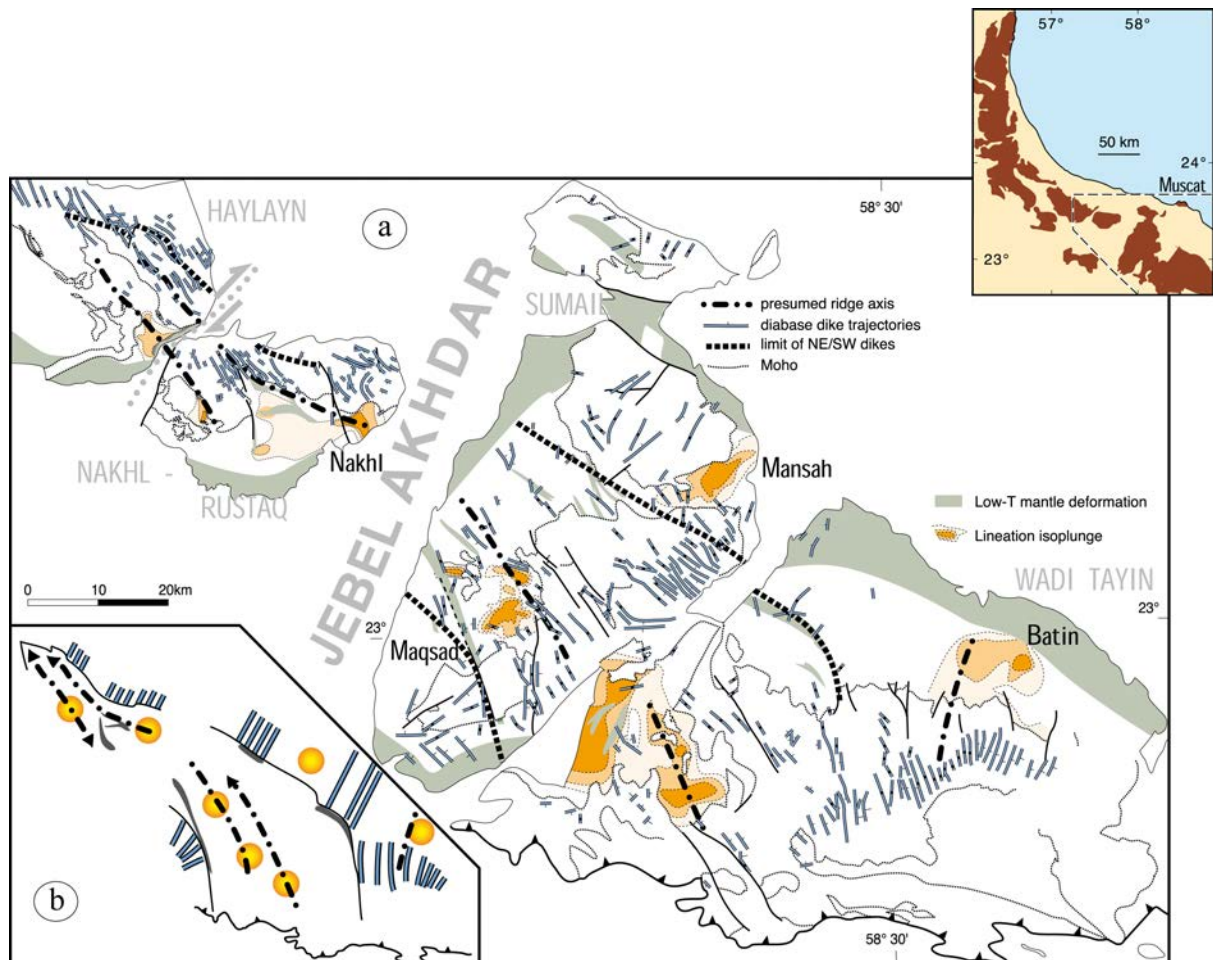 57°
58°
50 km
24°
Muscat
23°
HAYLAYN
a
58° 30'
SUMAIL
presumed ridge axis
diabase dike trajectories
limit of NE/SW dikes
Moho
JEBEL AKHDAR
NAKHL -
RUSTAQ
Nakhl
Mansah
Low-T mantle deformation
Lineation isoplunge
WADI TAYIN
0 10 20km
23°
23°
Maqsad
Batin
b
58° 30'